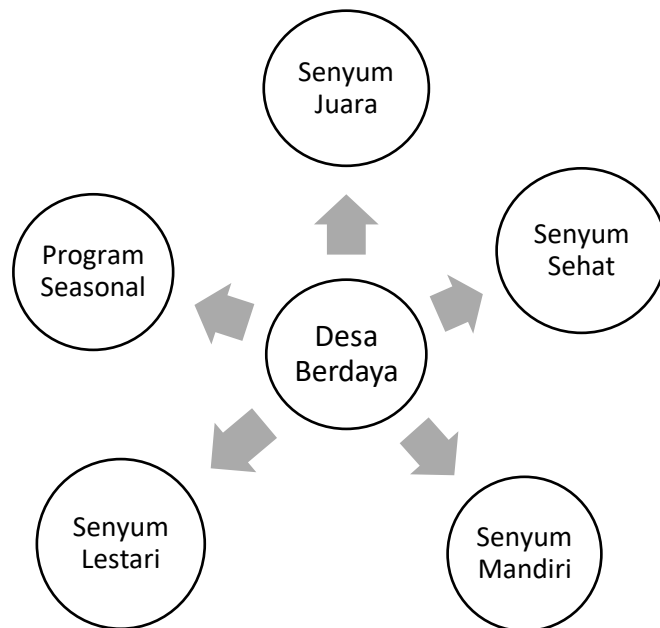 Senyum
Juara
Program
Seasonal
Senyum
Sehat
Desa
Berdaya
Senyum
Lestari
Senyum
Mandiri